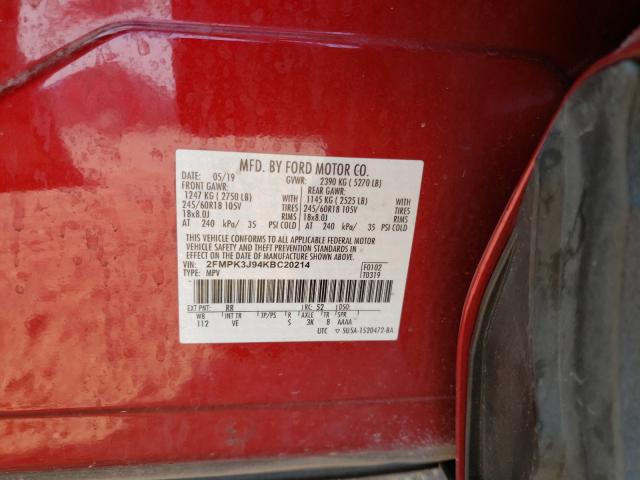 MFD. BY FORD MOTOR CO.
DATE: 05/19 GVWR: 2390 KG ( 5270 LB)
FRONT GAWR: REAR GAWR:
1247 KG ( 2750 LB) WITH 1145 KG ( 2525 LB) WITH
245/60R18 105V TIRES 245/60R18 105V TIRES
18x8.0J RIMS 18x8.0J RIMS
AT 240 kPa/ 35 PSI COLD AT 240 kPa/ 35 PSI COLD
THIS VEHICLE CONFORMS TO ALL APPLICABLE FEDERAL MOTOR
VEHICLE SAFETY AND THEFT PREVENTION STANDARDS IN
EFFECT ON THE DATE OF MANUFACTURE SHOWN ABOVE.
VIN: 2FMPK3J94KBC20214 F0102
TYPE: MPV T0319
EXT PNT: RR RC: 52 DSO:
WB INT TR TP/PS R AXLE TR SPR
112 VE S 3K 8 AAAA
UTC